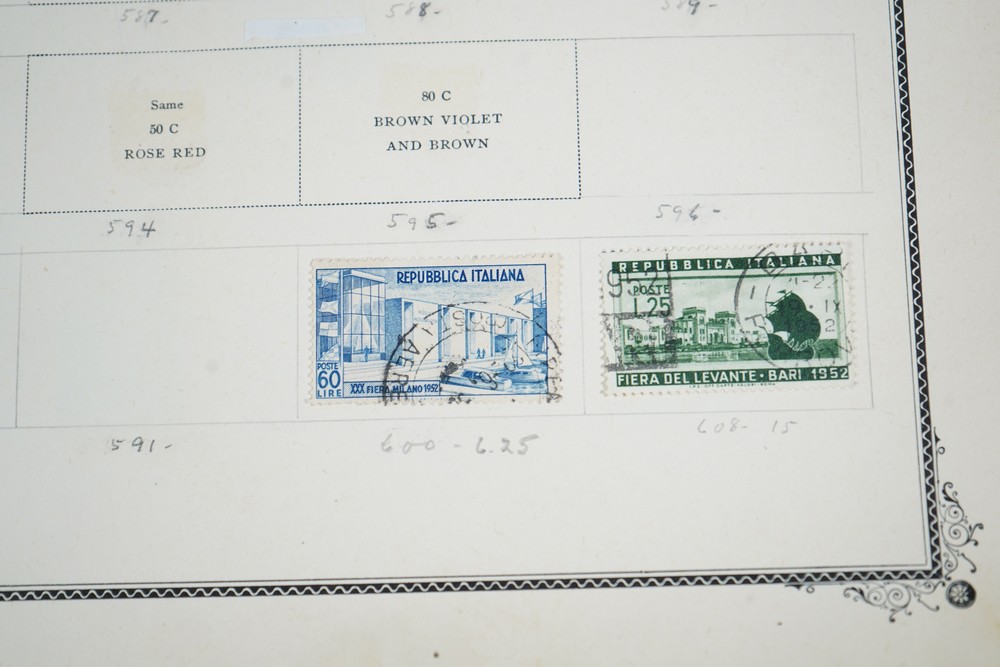 587-
588-
589-
Same
50 C
ROSE RED
80 C
BROWN VIOLET
AND BROWN
594
595-
596-
REPUBBLICA ITALIANA
POSTE
60
LIRE
XXX FIERA MILANO 1952
REPUBBLICA ITALIANA
POSTE
L.25
FIERA DEL LEVANTE · BARI 1952
591-
600 - 6.25
608- 15